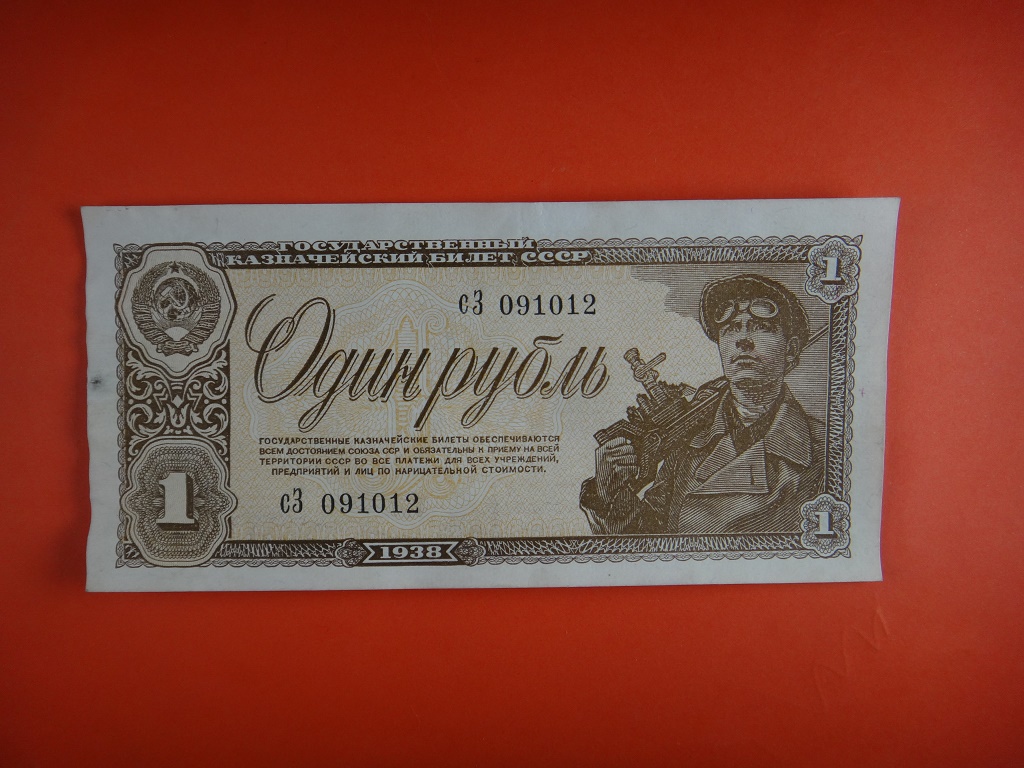 ГОСУДАРСТВЕННЫЙ
КАЗНАЧЕЙСКИЙ БИЛЕТ СССР
1
сЗ 091012
Один рубль
ГОСУДАРСТВЕННЫЕ КАЗНАЧЕЙСКИЕ БИЛЕТЫ ОБЕСПЕЧИВАЮТСЯ
ВСЕМ ДОСТОЯНИЕМ СОЮЗА ССР И ОБЯЗАТЕЛЬНЫ К ПРИЕМУ НА ВСЕЙ
ТЕРРИТОРИИ СССР ВО ВСЕ ПЛАТЕЖИ ДЛЯ ВСЕХ УЧРЕЖДЕНИЙ,
ПРЕДПРИЯТИЙ И ЛИЦ ПО НАРИЦАТЕЛЬНОЙ СТОИМОСТИ.
1
сЗ 091012
1
1938